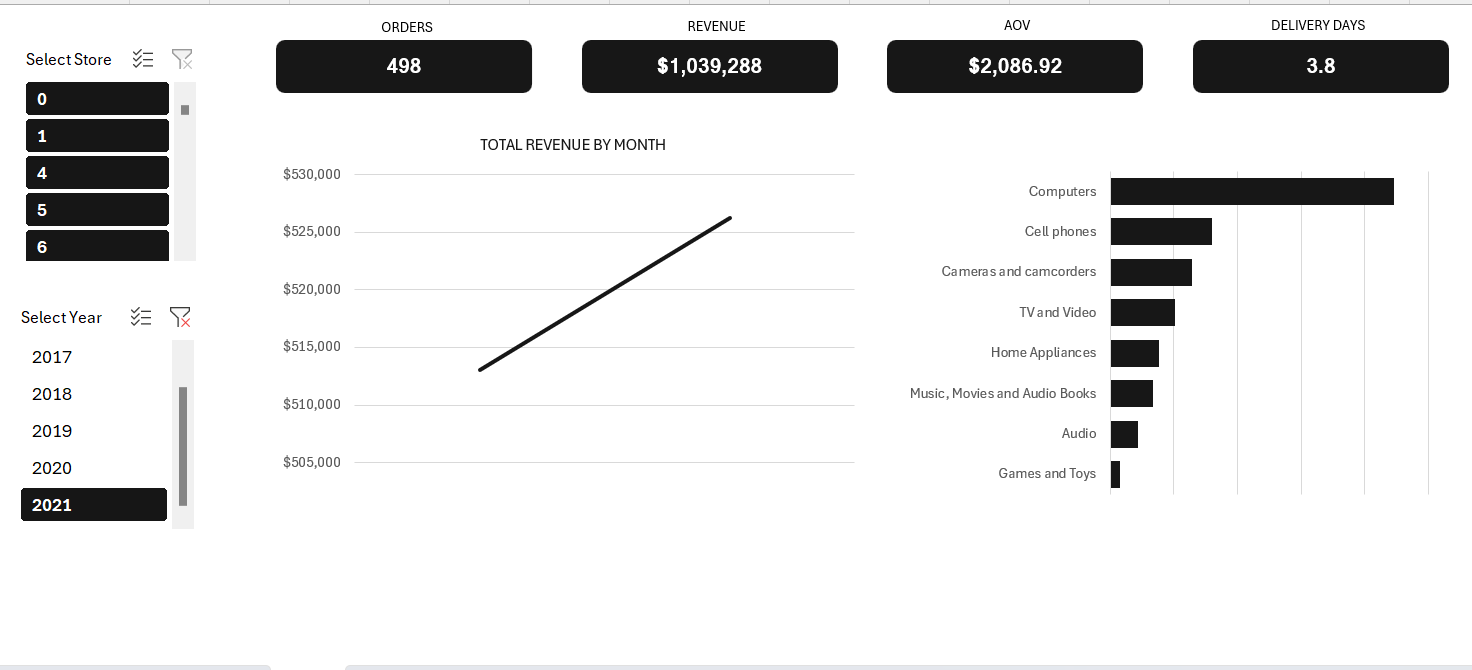 ORDERS
498
REVENUE
$1,039,288
AOV
$2,086.92
DELIVERY DAYS
3.8
Select Store
0
1
4
5
6
Select Year
2017
2018
2019
2020
2021
TOTAL REVENUE BY MONTH
$530,000
$525,000
$520,000
$515,000
$510,000
$505,000
Computers
Cell phones
Cameras and camcorders
TV and Video
Home Appliances
Music, Movies and Audio Books
Audio
Games and Toys